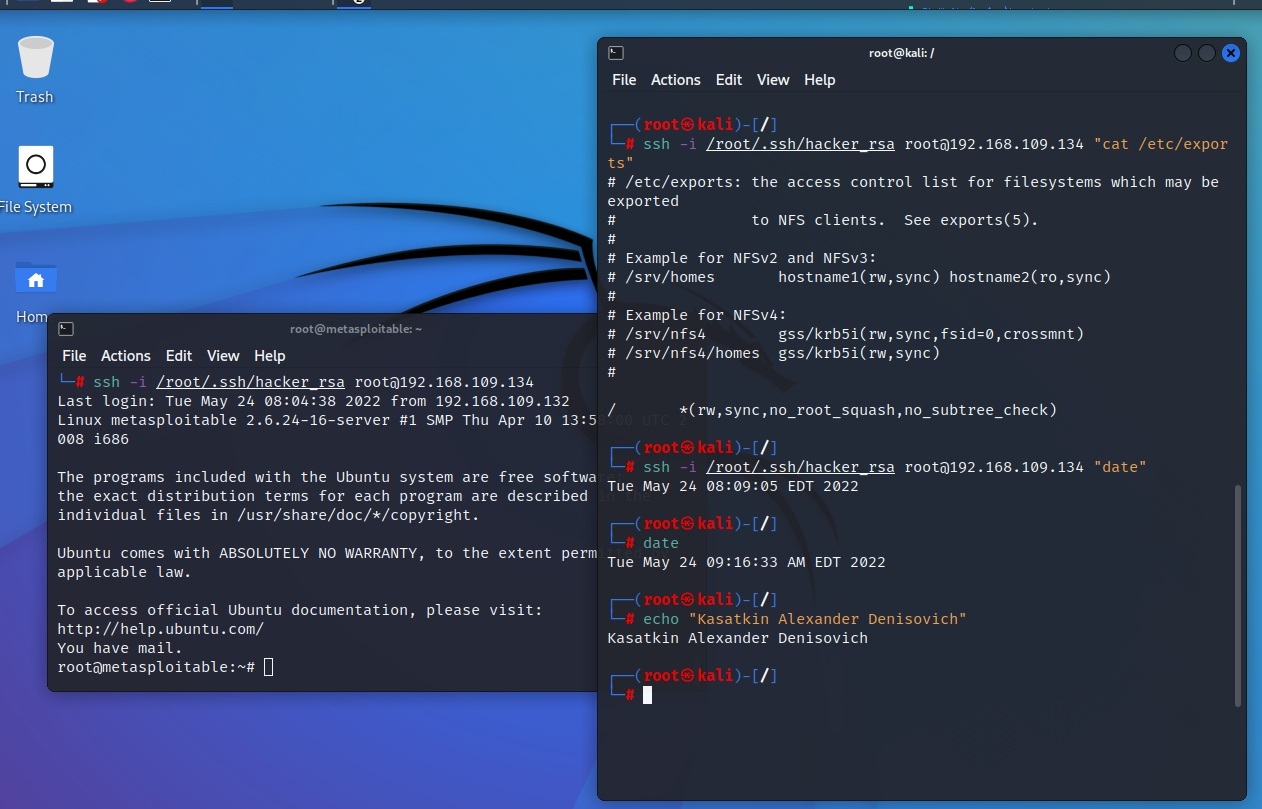 Trash
File System
Hom
root@metasploitable: ~
File Actions Edit View Help
└─# ssh -i /root/.ssh/hacker_rsa root@192.168.109.134
Last login: Tue May 24 08:04:38 2022 from 192.168.109.132
Linux metasploitable 2.6.24-16-server #1 SMP Thu Apr 10 13:58:00 UTC 2
008 i686
The programs included with the Ubuntu system are free softwa
the exact distribution terms for each program are described in the
individual files in /usr/share/doc/*/copyright.
Ubuntu comes with ABSOLUTELY NO WARRANTY, to the extent perm
applicable law.
To access official Ubuntu documentation, please visit:
http://help.ubuntu.com/
You have mail.
root@metasploitable:~#
root@kali: /
File Actions Edit View Help
┌──(root㉿kali)-[/]
└─# ssh -i /root/.ssh/hacker_rsa root@192.168.109.134 "cat /etc/expor
ts"
# /etc/exports: the access control list for filesystems which may be
exported
#               to NFS clients.  See exports(5).
#
# Example for NFSv2 and NFSv3:
# /srv/homes       hostname1(rw,sync) hostname2(ro,sync)
#
# Example for NFSv4:
# /srv/nfs4        gss/krb5i(rw,sync,fsid=0,crossmnt)
# /srv/nfs4/homes  gss/krb5i(rw,sync)
#
/       *(rw,sync,no_root_squash,no_subtree_check)
┌──(root㉿kali)-[/]
└─# ssh -i /root/.ssh/hacker_rsa root@192.168.109.134 "date"
Tue May 24 08:09:05 EDT 2022
┌──(root㉿kali)-[/]
└─# date
Tue May 24 09:16:33 AM EDT 2022
┌──(root㉿kali)-[/]
└─# echo "Kasatkin Alexander Denisovich"
Kasatkin Alexander Denisovich
┌──(root㉿kali)-[/]
└─#